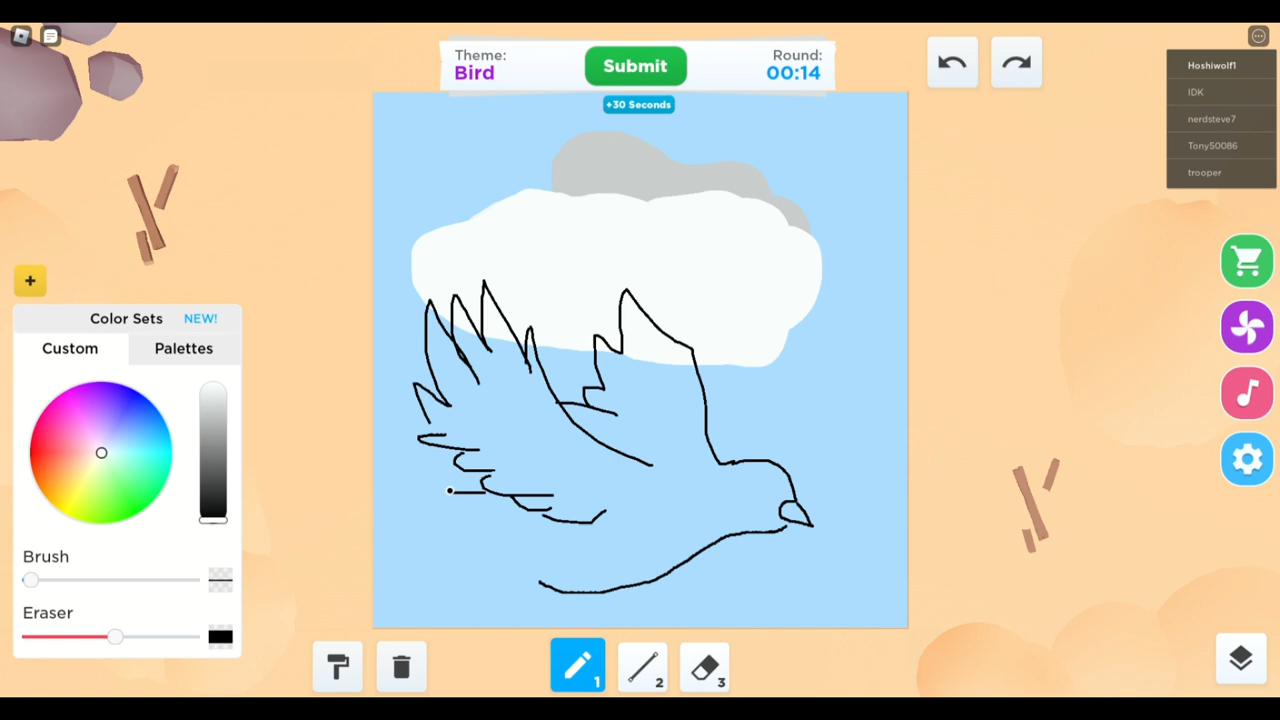 Theme:
Bird
Submit
Round:
00:14
+30 Seconds
Hoshiwolf1
IDK
nerdsteve7
Tony50086
trooper
+
Color Sets NEW!
Custom Palettes
Brush
Eraser
1
2
3